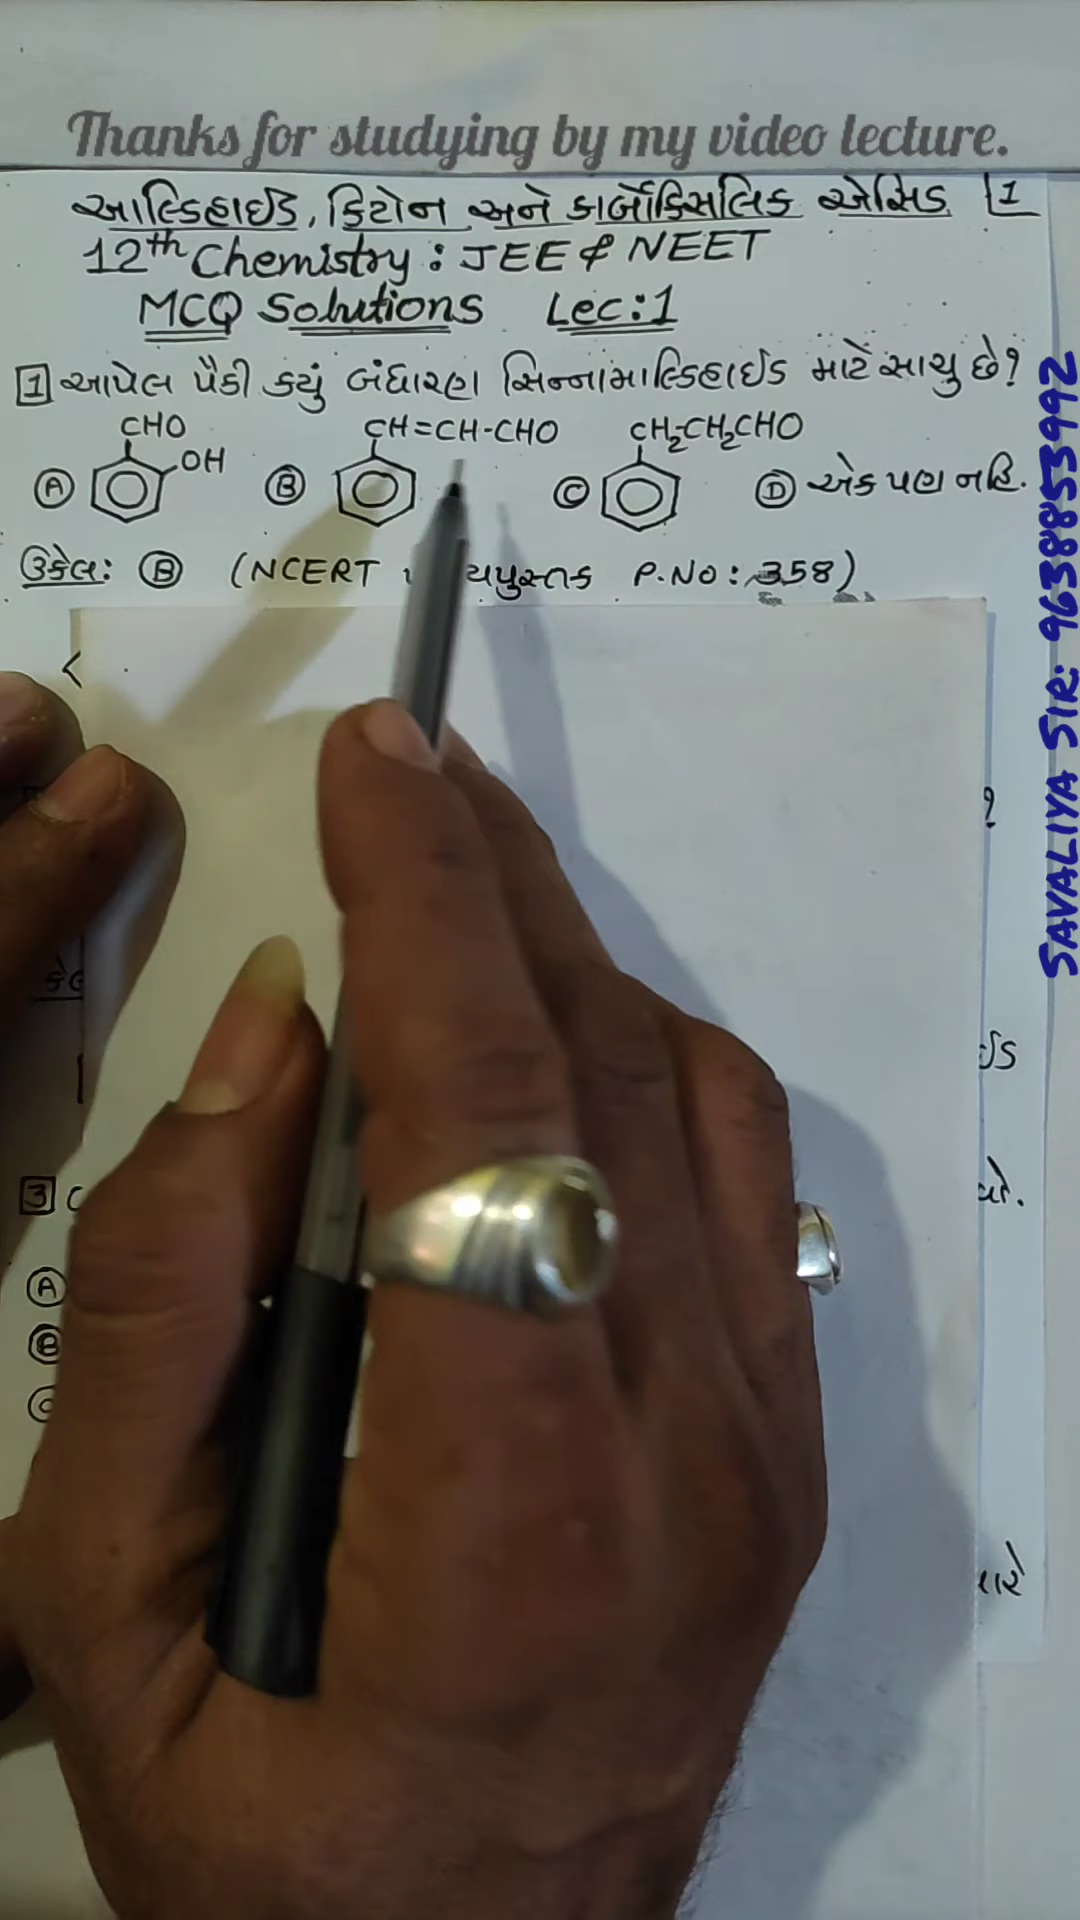 Thanks for studying by my video lecture.
આલ્ડિહાઈડ, કિટોન અને કાર્બોક્સિલિક એસિડ 1
12th Chemistry : JEE & NEET
MCQ Solutions Lec:1
1 આપેલ પૈકી કયું બંધારણ સિન્નામાલ્ડિહાઈડ માટે સાચુ છે?
CHO CH=CH-CHO CH2CH2CHO
A OH B C D એક પણ નહિ.
ઉકેલ: B (NCERT P.NO: 358)
3
A
B
C
SAVALIYA SIR: 9638853992